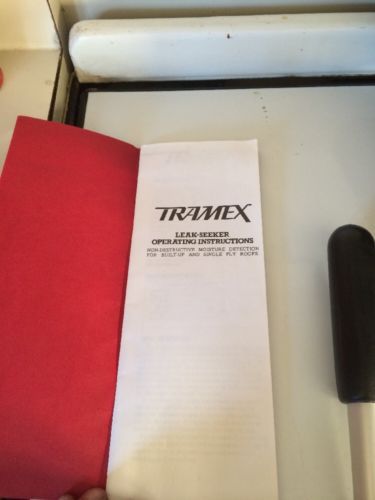 TRAMEX
LEAK-SEEKER
OPERATING INSTRUCTIONS
NON-DESTRUCTIVE MOISTURE DETECTION
FOR BUILT-UP AND SINGLE PLY ROOFS